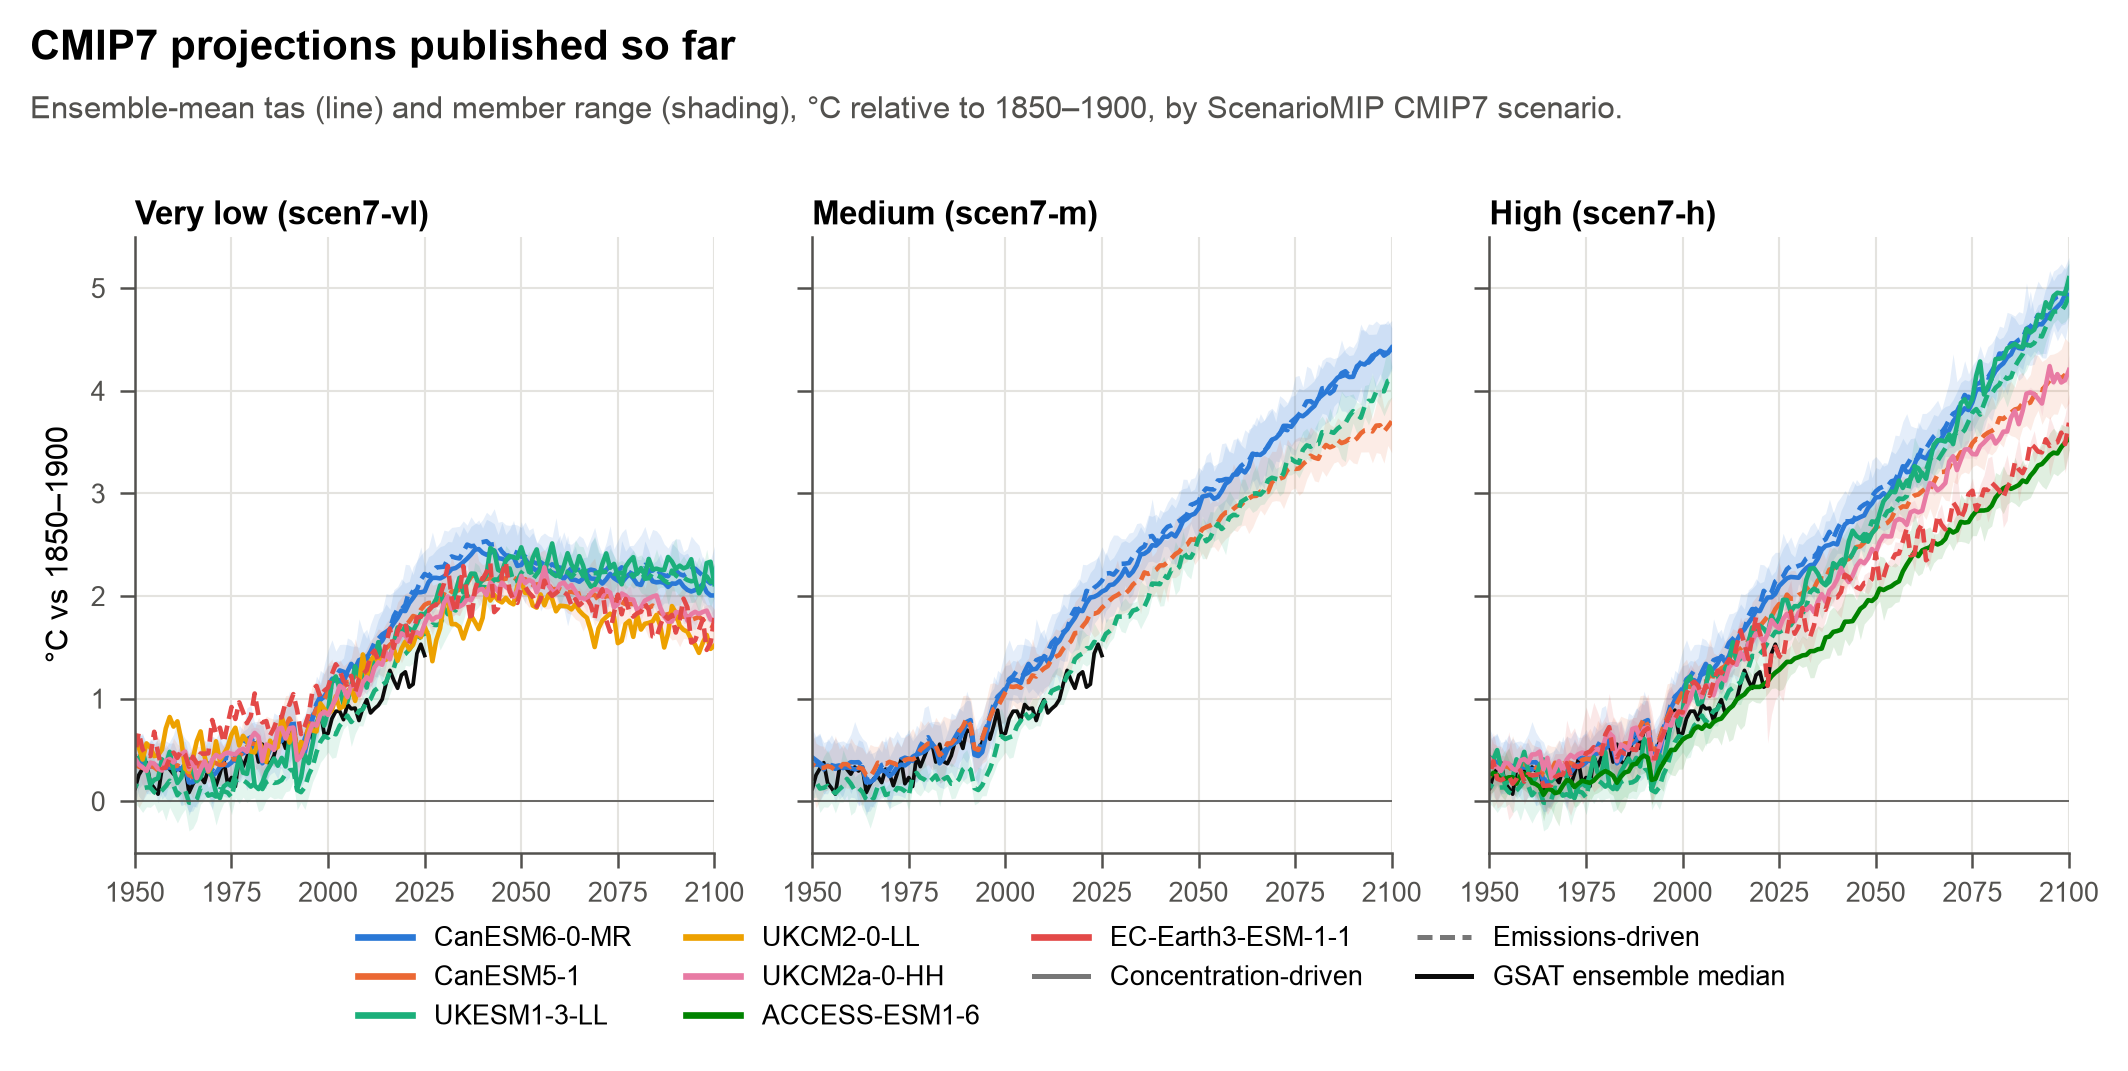 CMIP7 projections published so far
Ensemble-mean tas (line) and member range (shading), °C relative to 1850–1900, by ScenarioMIP CMIP7 scenario.
Very low (scen7-vl)
Medium (scen7-m)
High (scen7-h)
°C vs 1850–1900
5
4
3
2
1
0
1950 1975 2000 2025 2050 2075 2100
1950 1975 2000 2025 2050 2075 2100
1950 1975 2000 2025 2050 2075 2100
CanESM6-0-MR
CanESM5-1
UKESM1-3-LL
UKCM2-0-LL
UKCM2a-0-HH
ACCESS-ESM1-6
EC-Earth3-ESM-1-1
Concentration-driven
Emissions-driven
GSAT ensemble median